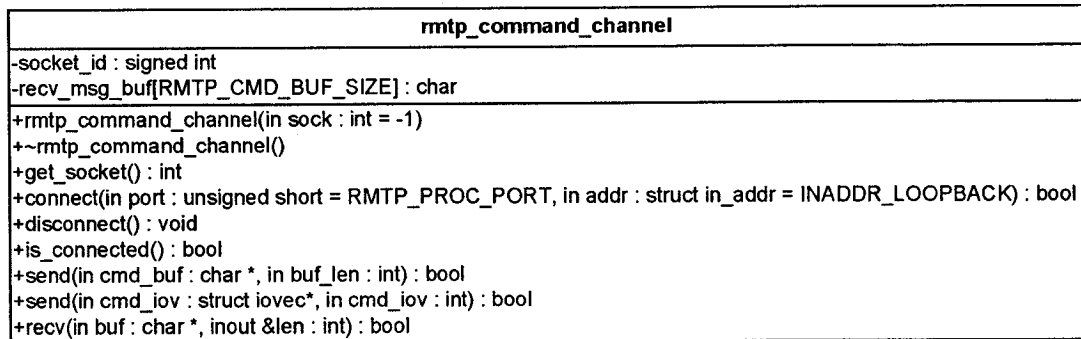 rmtp_command_channel
-socket_id : signed int
-recv_msg_buf[RMTP_CMD_BUF_SIZE] : char
+rmtp_command_channel(in sock : int = -1)
+~rmtp_command_channel()
+get_socket() : int
+connect(in port : unsigned short = RMTP_PROC_PORT, in addr : struct in_addr = INADDR_LOOPBACK) : bool
+disconnect() : void
+is_connected() : bool
+send(in cmd_buf : char *, in buf_len : int) : bool
+send(in cmd_iov : struct iovec*, in cmd_iov : int) : bool
+recv(in buf : char *, inout &len : int) : bool